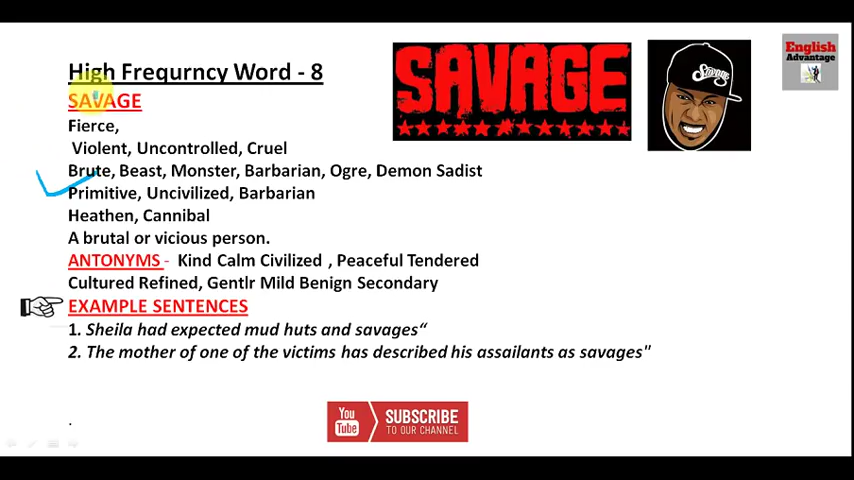 High Frequrncy Word - 8
SAVAGE
Fierce,
Violent, Uncontrolled, Cruel
Brute, Beast, Monster, Barbarian, Ogre, Demon Sadist
Primitive, Uncivilized, Barbarian
Heathen, Cannibal
A brutal or vicious person.
ANTONYMS - Kind Calm Civilized , Peaceful Tendered
Cultured Refined, Gentlr Mild Benign Secondary
EXAMPLE SENTENCES
1. Sheila had expected mud huts and savages“
2. The mother of one of the victims has described his assailants as savages"
.
SAVAGE
Savage
English
Advantage
You
Tube
SUBSCRIBE
TO OUR CHANNEL